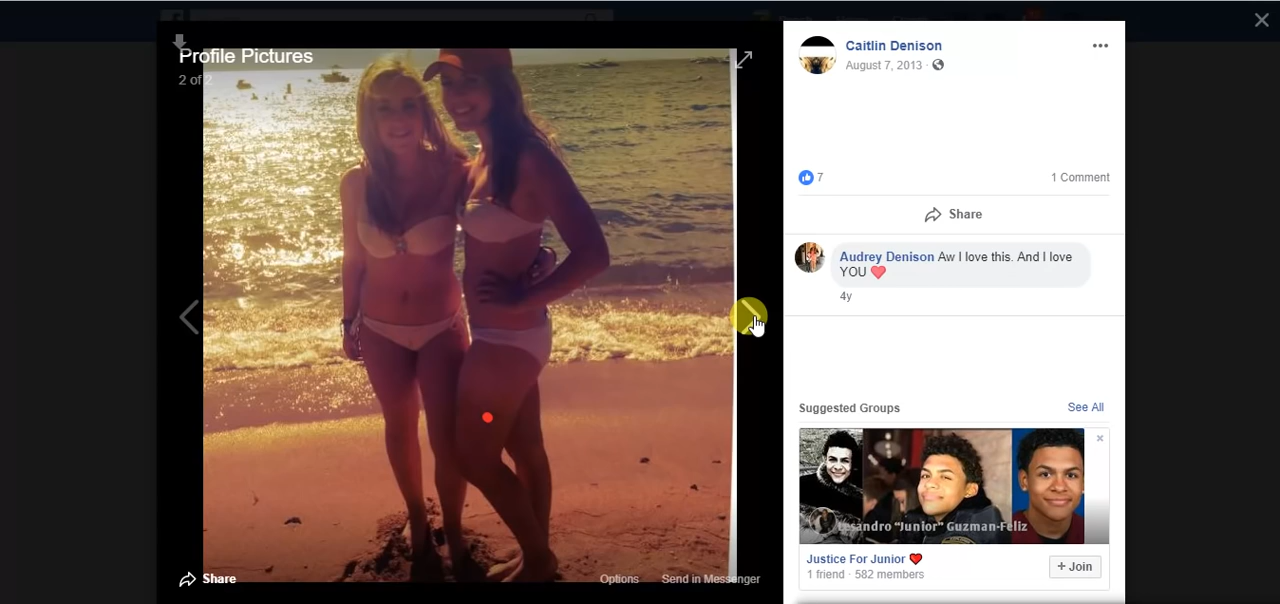 Profile Pictures
2 of 2
Share
Options
Send in Messenger
Caitlin Denison
August 7, 2013 ·
7
1 Comment
Share
Audrey Denison Aw I love this. And I love
YOU
4y
Suggested Groups
See All
Lesandro "Junior" Guzman-Feliz
Justice For Junior
1 friend · 582 members
+ Join